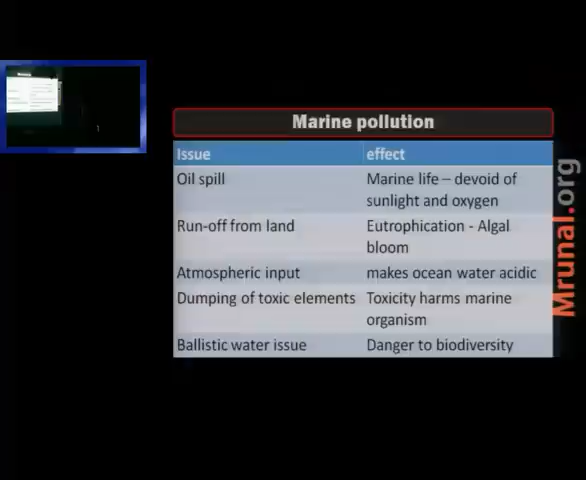 Marine pollution
Issue effect
Oil spill Marine life – devoid of
sunlight and oxygen
Run-off from land Eutrophication - Algal
bloom
Atmospheric input makes ocean water acidic
Dumping of toxic elements Toxicity harms marine
organism
Ballistic water issue Danger to biodiversity
Mrunal.org